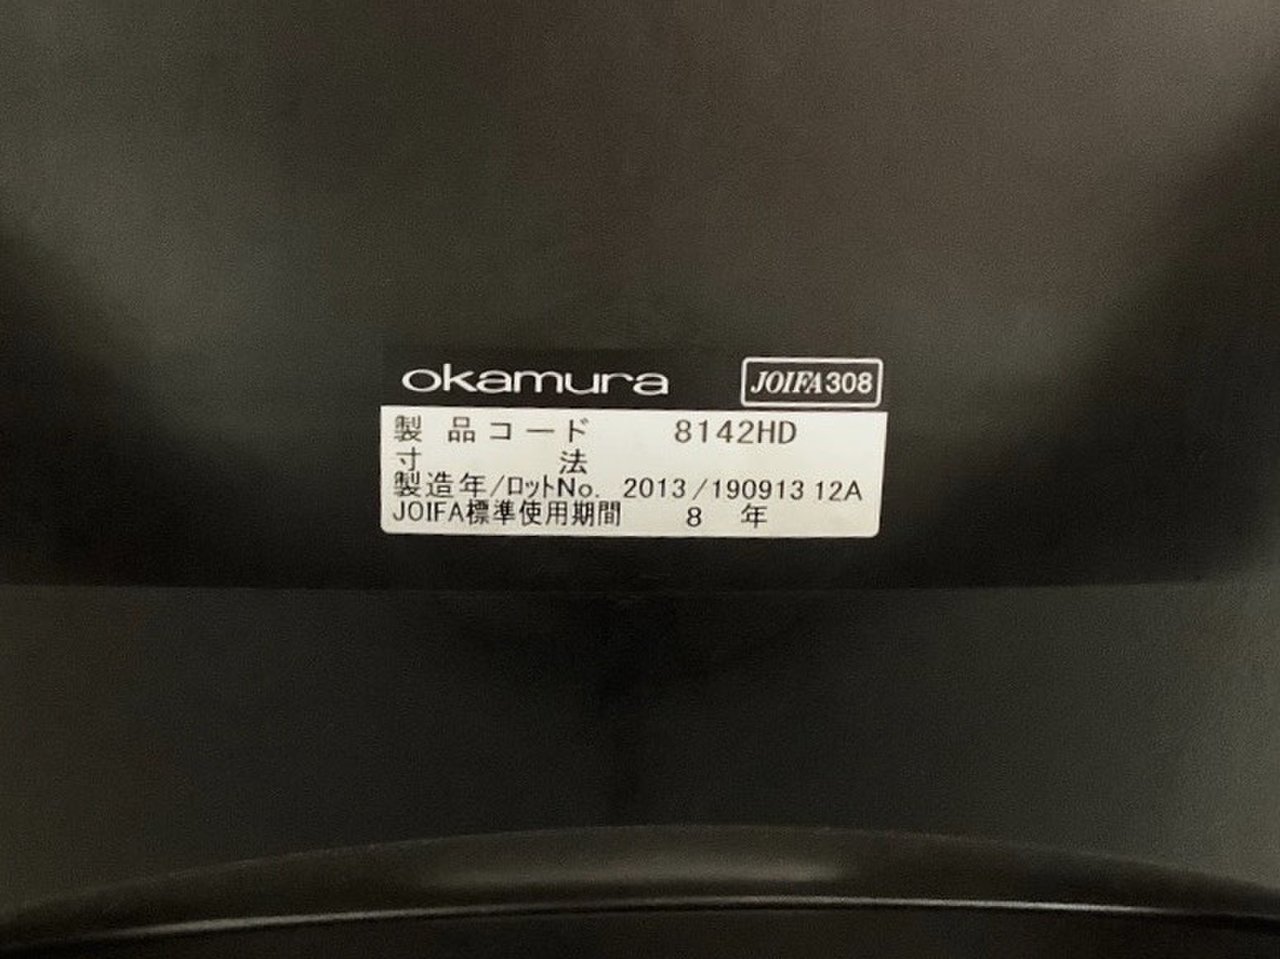 okamura JOIFA308
製品コード 8142HD
寸法
製造年/ロットNo. 2013/190913 12A
JOIFA標準使用期間 8 年